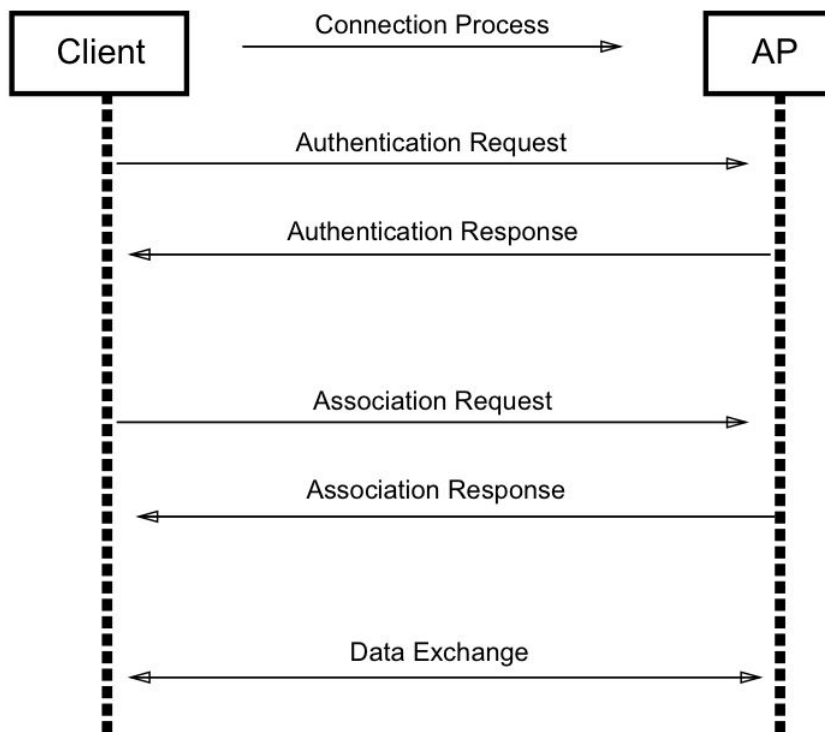 Client
Connection Process
AP
Authentication Request
Authentication Response
Association Request
Association Response
Data Exchange